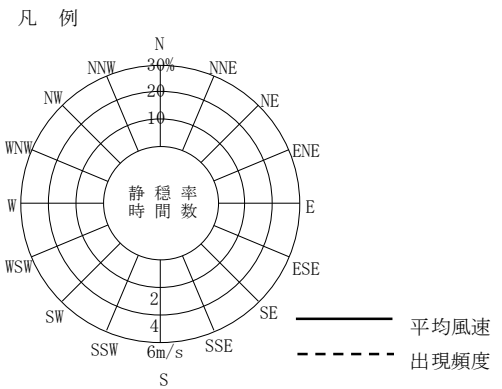 凡 例
N
NNW NNE
30%
NW 20 NE
10
WNW ENE
静 穏 率
W 時 間 数 E
WSW ESE
2
SW 4 SE
SSW 6m/s SSE
S
平均風速
出現頻度